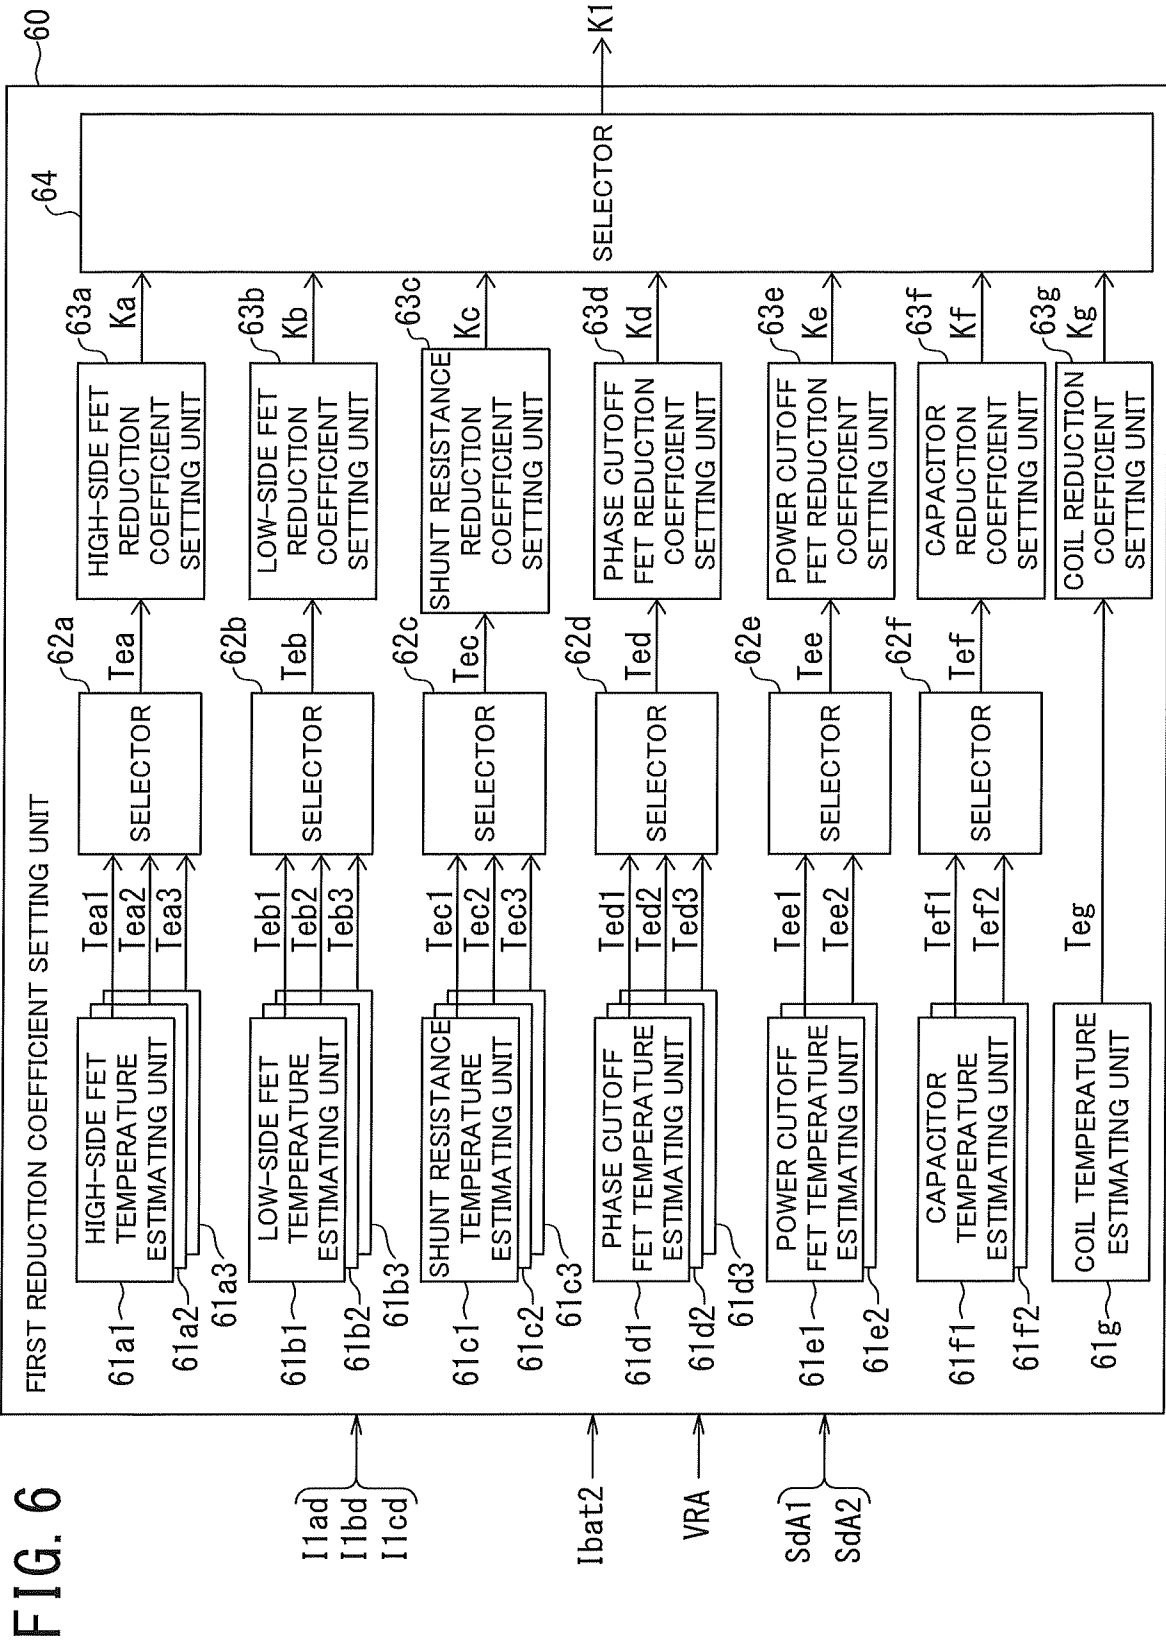 FIG. 6
FIRST REDUCTION COEFFICIENT SETTING UNIT
60
I1ad
I1bd
I1cd
Ibat2
VRA
SdA1
SdA2
HIGH-SIDE FET
TEMPERATURE
ESTIMATING UNIT
61a1
61a2
61a3
Tea1
Tea2
Tea3
SELECTOR
62a
Tea
HIGH-SIDE FET
REDUCTION
COEFFICIENT
SETTING UNIT
63a
Ka
LOW-SIDE FET
TEMPERATURE
ESTIMATING UNIT
61b1
61b2
61b3
Teb1
Teb2
Teb3
SELECTOR
62b
Teb
LOW-SIDE FET
REDUCTION
COEFFICIENT
SETTING UNIT
63b
Kb
SHUNT RESISTANCE
TEMPERATURE
ESTIMATING UNIT
61c1
61c2
61c3
Tec1
Tec2
Tec3
SELECTOR
62c
Tec
SHUNT RESISTANCE
REDUCTION
COEFFICIENT
SETTING UNIT
63c
Kc
PHASE CUTOFF
FET TEMPERATURE
ESTIMATING UNIT
61d1
61d2
61d3
Ted1
Ted2
Ted3
SELECTOR
62d
Ted
PHASE CUTOFF
FET REDUCTION
COEFFICIENT
SETTING UNIT
63d
Kd
POWER CUTOFF
FET TEMPERATURE
ESTIMATING UNIT
61e1
61e2
Tee1
Tee2
SELECTOR
62e
Tee
POWER CUTOFF
FET REDUCTION
COEFFICIENT
SETTING UNIT
63e
Ke
CAPACITOR
TEMPERATURE
ESTIMATING UNIT
61f1
61f2
Tef1
Tef2
SELECTOR
62f
Tef
CAPACITOR
REDUCTION
COEFFICIENT
SETTING UNIT
63f
Kf
COIL TEMPERATURE
ESTIMATING UNIT
61g
Teg
COIL REDUCTION
COEFFICIENT
SETTING UNIT
63g
Kg
SELECTOR
64
K1